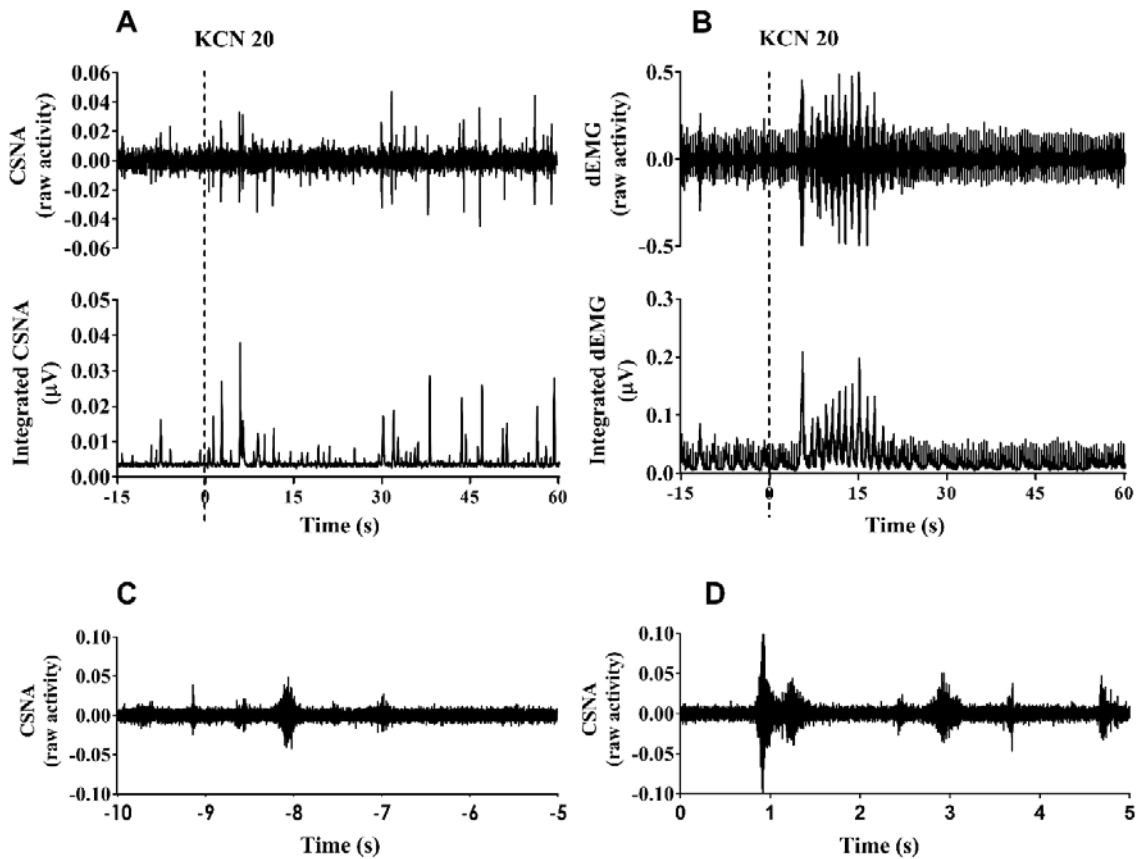 A
KCN 20
CSNA
(raw activity)
0.06
0.04
0.02
0.00
-0.02
-0.04
-0.06
Integrated CSNA
(µV)
0.05
0.04
0.03
0.02
0.01
0.00
-15 0 15 30 45 60
Time (s)
B
KCN 20
dEMG
(raw activity)
0.5
0.0
-0.5
Integrated dEMG
(µV)
0.3
0.2
0.1
0.0
-15 0 15 30 45 60
Time (s)
C
CSNA
(raw activity)
0.10
0.05
0.00
-0.05
-0.10
-10 -9 -8 -7 -6 -5
Time (s)
D
CSNA
(raw activity)
0.10
0.05
0.00
-0.05
-0.10
0 1 2 3 4 5
Time (s)